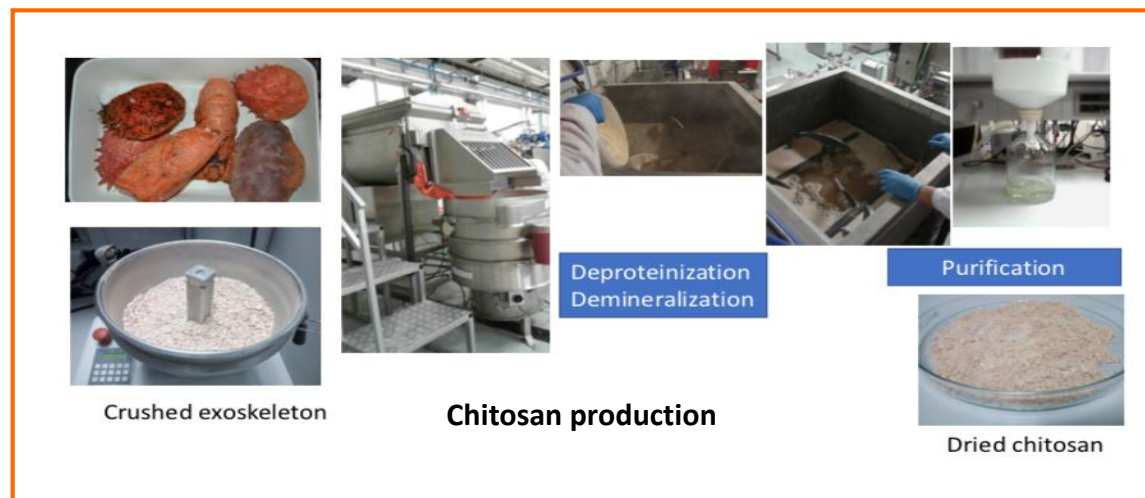 Deproteinization
Demineralization
Purification
Crushed exoskeleton
Chitosan production
Dried chitosan